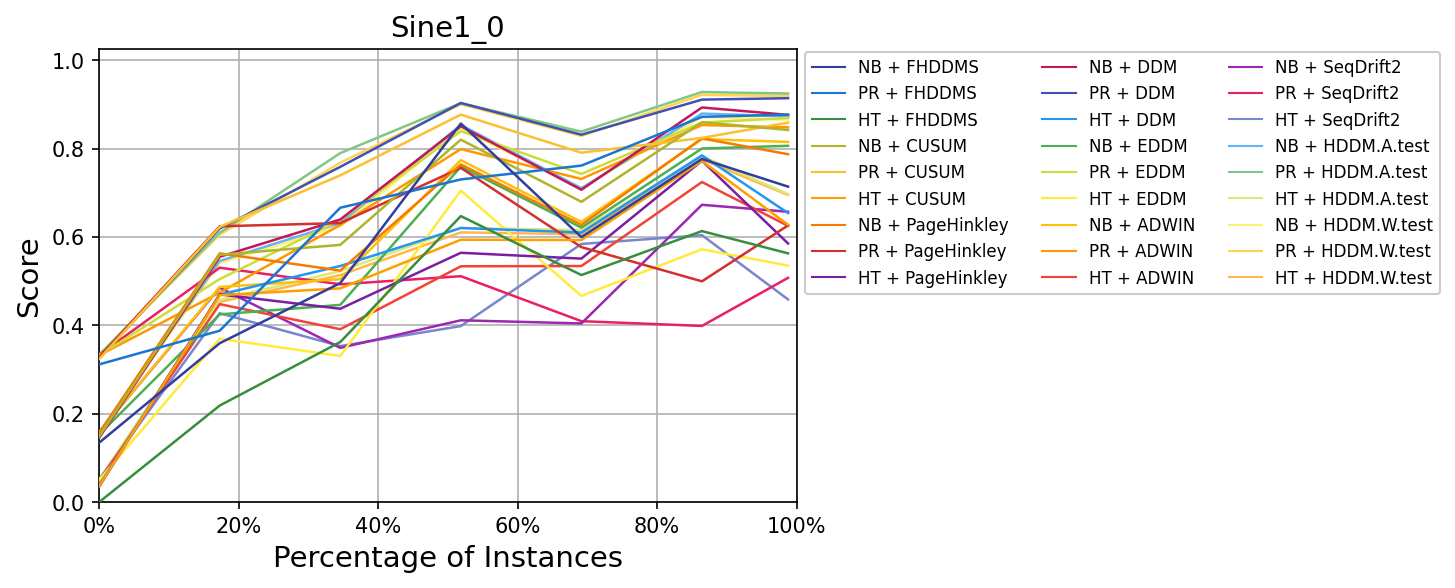 Sine1_0
Score
1.0
0.8
0.6
0.4
0.2
0.0
0%
20%
40%
60%
80%
100%
Percentage of Instances
NB + FHDDMS
PR + FHDDMS
HT + FHDDMS
NB + CUSUM
PR + CUSUM
HT + CUSUM
NB + PageHinkley
PR + PageHinkley
HT + PageHinkley
NB + DDM
PR + DDM
HT + DDM
NB + EDDM
PR + EDDM
HT + EDDM
NB + ADWIN
PR + ADWIN
HT + ADWIN
NB + SeqDrift2
PR + SeqDrift2
HT + SeqDrift2
NB + HDDM.A.test
PR + HDDM.A.test
HT + HDDM.A.test
NB + HDDM.W.test
PR + HDDM.W.test
HT + HDDM.W.test